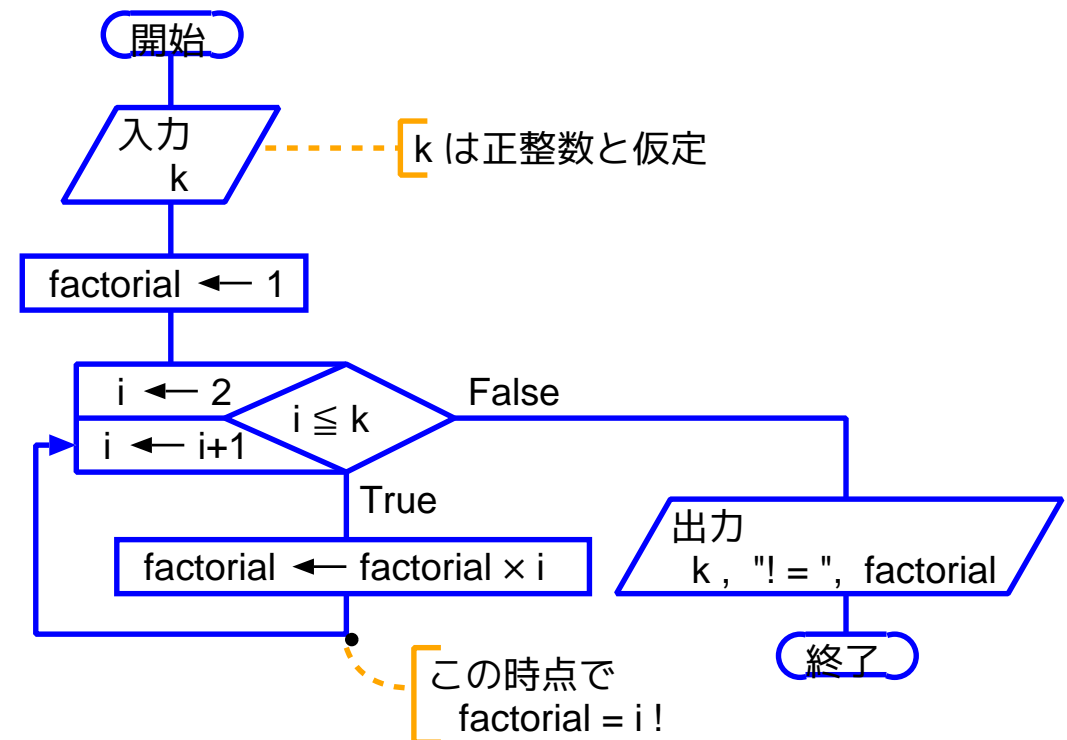 開始
入力
k
k は正整数と仮定
factorial ← 1
i ← 2
i ≦ k
False
i ← i+1
True
factorial ← factorial × i
出力
k , "! = ", factorial
終了
この時点で
factorial = i !